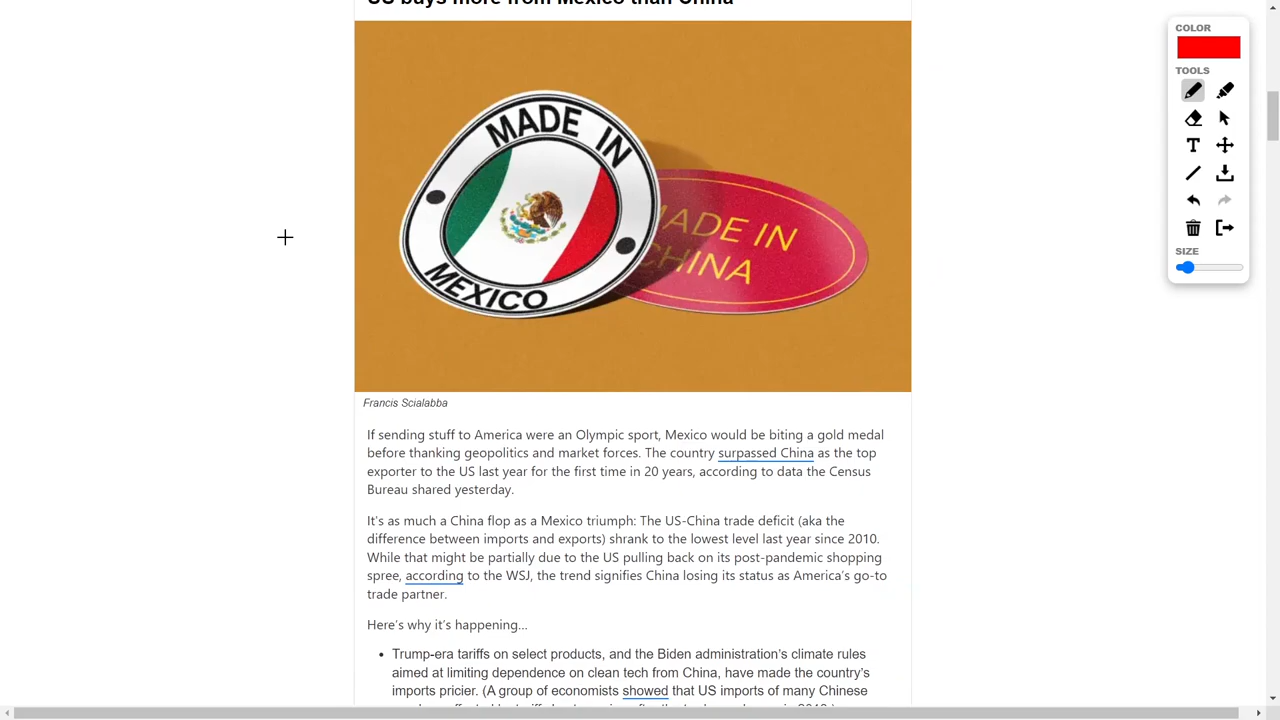 US buys more from Mexico than China
MADE IN
MEXICO
MADE IN
CHINA
Francis Scialabba
If sending stuff to America were an Olympic sport, Mexico would be biting a gold medal
before thanking geopolitics and market forces. The country surpassed China as the top
exporter to the US last year for the first time in 20 years, according to data the Census
Bureau shared yesterday.
It's as much a China flop as a Mexico triumph: The US-China trade deficit (aka the
difference between imports and exports) shrank to the lowest level last year since 2010.
While that might be partially due to the US pulling back on its post-pandemic shopping
spree, according to the WSJ, the trend signifies China losing its status as America's go-to
trade partner.
Here's why it's happening…
• Trump-era tariffs on select products, and the Biden administration's climate rules
aimed at limiting dependence on clean tech from China, have made the country's
imports pricier. (A group of economists showed that US imports of many Chinese
COLOR
TOOLS
T
SIZE